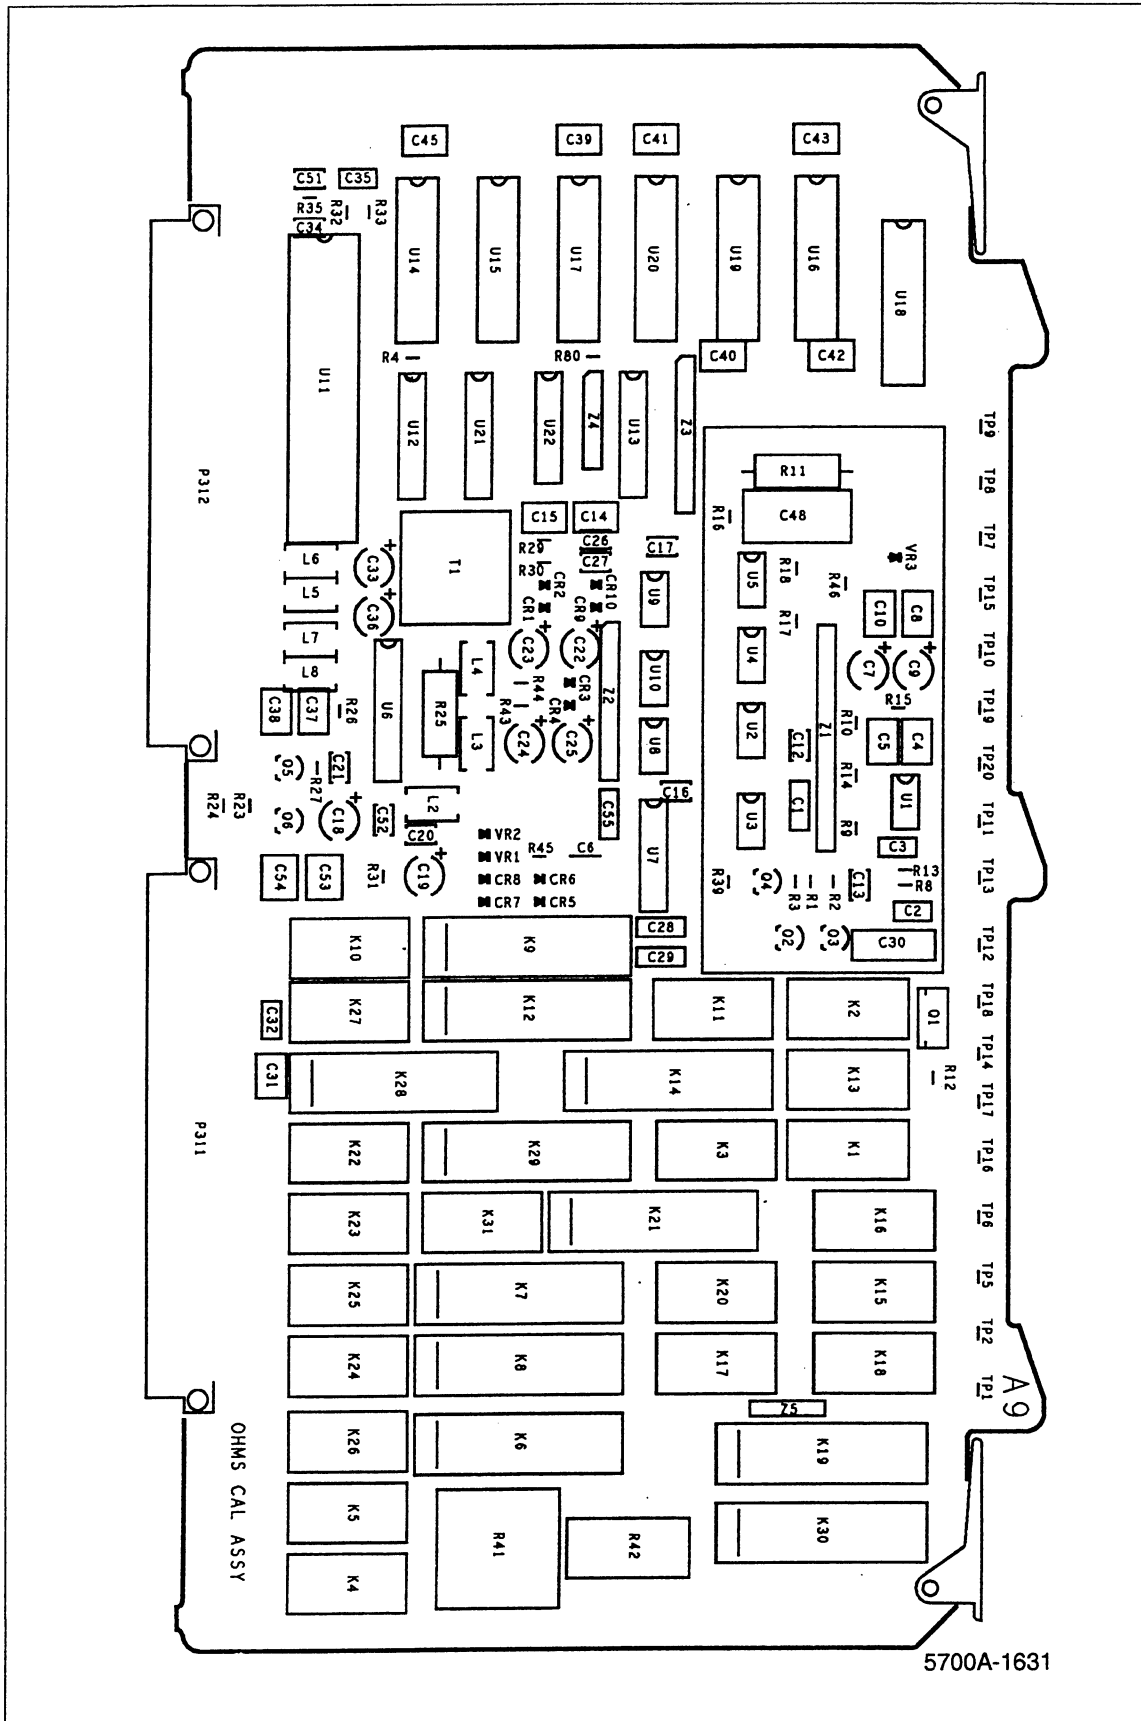 C45
C39
C41
C43
C51
C35
R35
R32
R33
C34
U14
U15
U17
U20
U19
U16
U18
R4
R80
C40
C42
U11
U12
U21
U22
Z4
U13
Z3
TP9
P312
R11
TP8
C15
C14
R16
C48
TP7
L6
C33
T1
R29
C26
C17
VR3
R30
C27
U5
R18
R46
L5
CR2
CR10
U9
C10
C8
TP15
C36
CR1
CR9
R17
L7
C23
C22
U4
TP10
L8
L4
U10
C7
C9
C38
C37
R26
U6
R25
R44
CR3
Z2
R15
TP19
R43
CR4
L3
C24
C25
U8
U2
C12
Z1
R10
C5
C4
Q5
R27
C21
R14
TP20
R24
R23
L2
C16
C55
C1
U1
Q6
C18
C52
C20
VR2
U7
U3
R9
TP11
VR1
R45
C6
C3
C54
C53
R31
C19
CR8
CR6
R39
Q4
R3
R1
R2
C13
R13
R8
TP13
CR7
CR5
C2
K10
K9
C28
C29
Q2
Q3
C30
TP12
C32
K27
K12
K11
K2
Q1
TP18
C31
K28
K14
K13
R12
TP14
TP17
P311
K22
K29
K3
K1
TP16
K23
K31
K21
K16
TP6
K25
K7
K20
K15
TP5
K24
K8
K17
K18
TP2
TP1
A9
Z5
K26
K6
K19
K5
R41
R42
K30
K4
OHMS CAL ASSY
5700A-1631